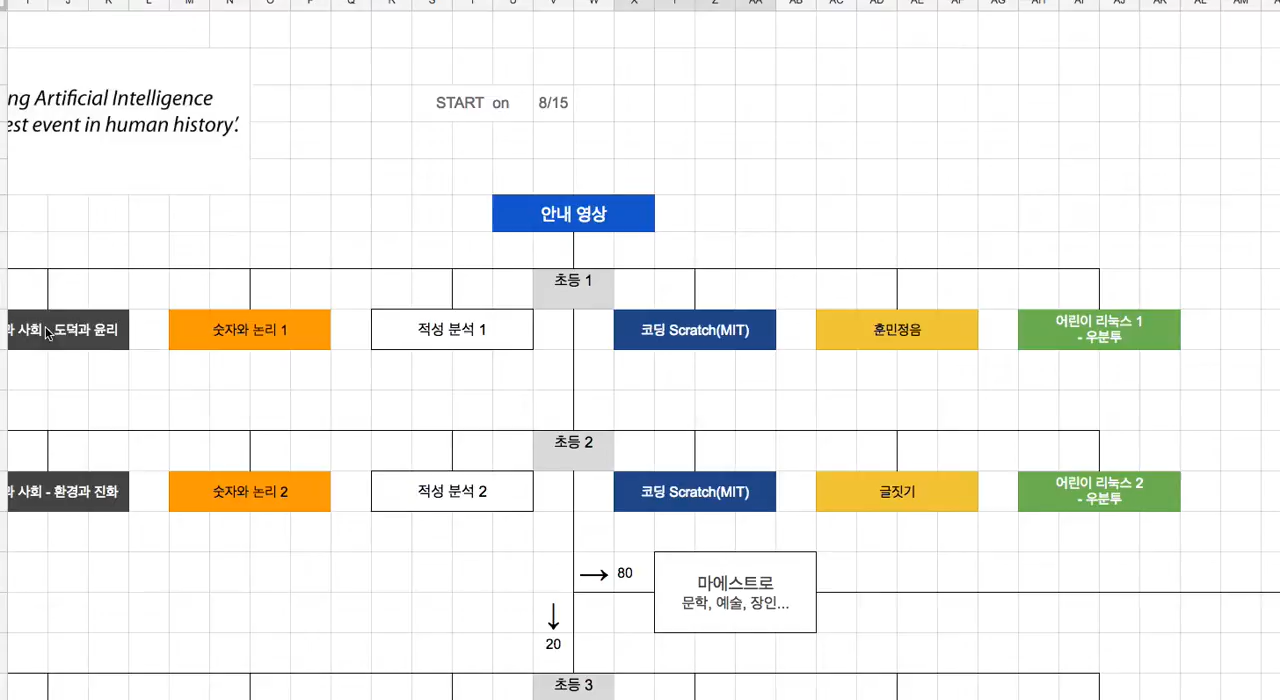 ng Artificial Intelligence
est event in human history'.
START on 8/15
안내 영상
초등 1
과 사회 - 도덕과 윤리
숫자와 논리 1
적성 분석 1
코딩 Scratch(MIT)
훈민정음
어린이 리눅스 1
- 우분투
초등 2
과 사회 - 환경과 진화
숫자와 논리 2
적성 분석 2
코딩 Scratch(MIT)
글짓기
어린이 리눅스 2
- 우분투
→ 80
마에스트로
문학, 예술, 장인...
↓
20
초등 3